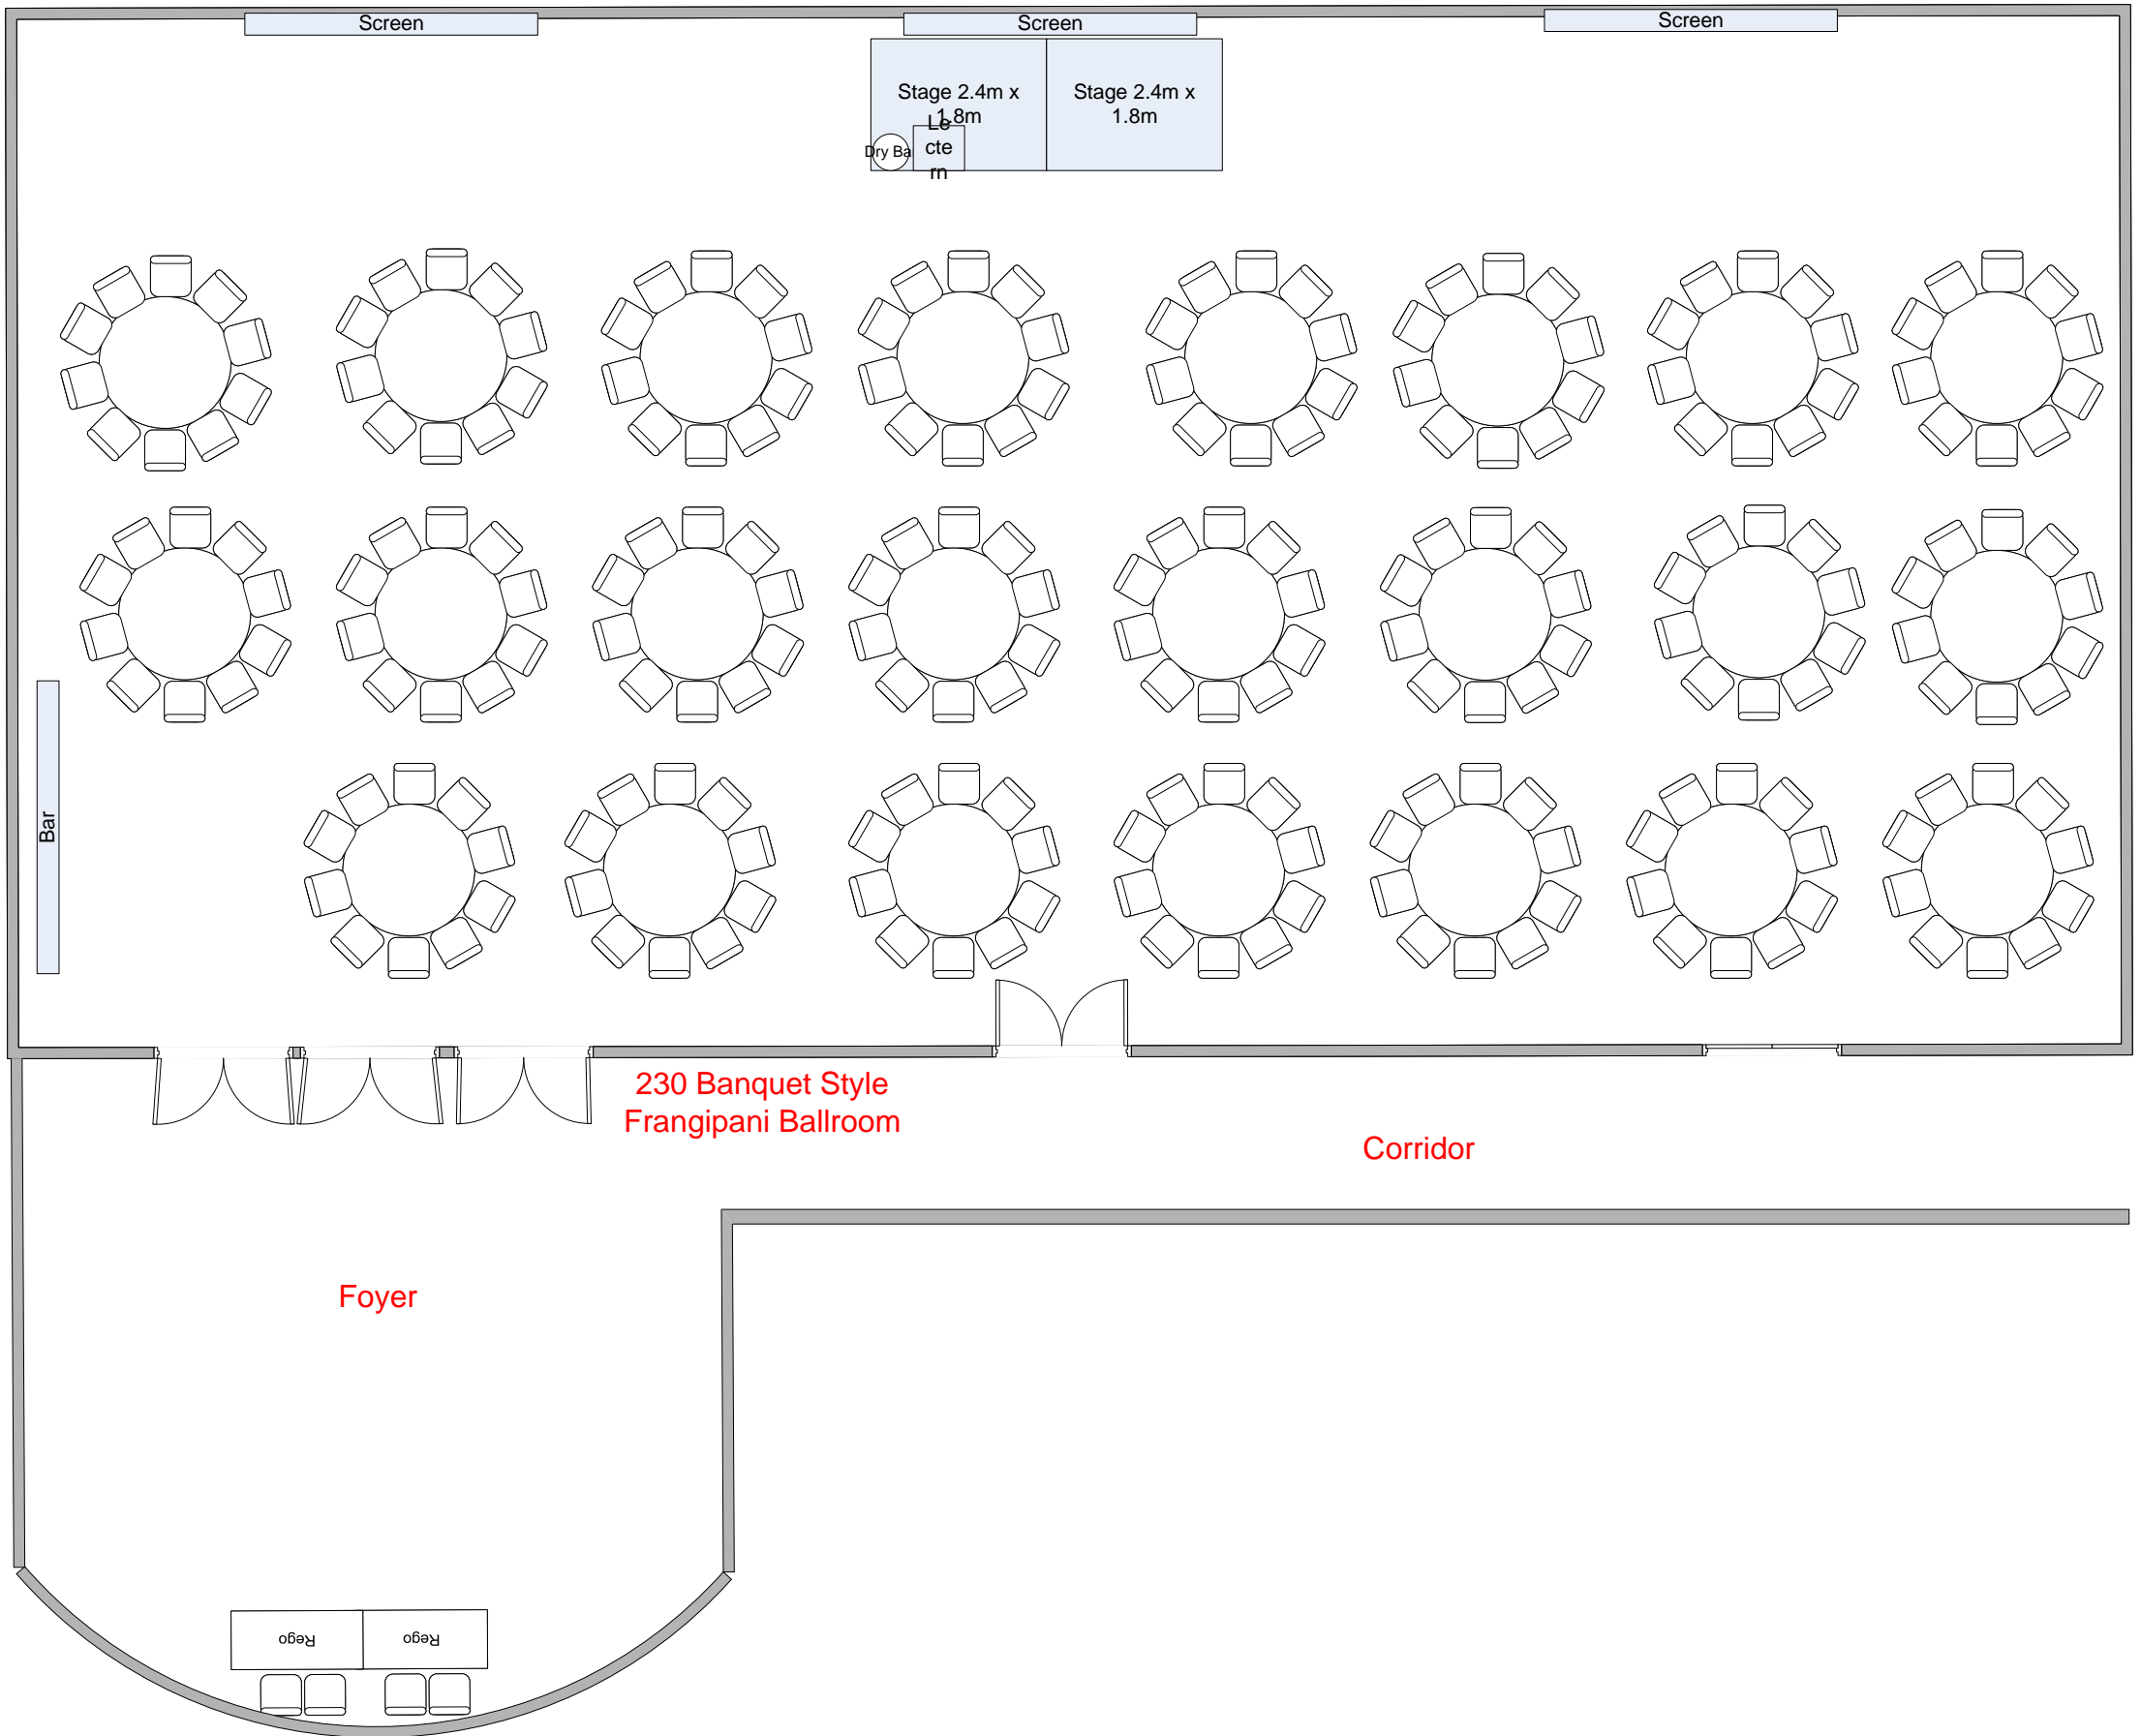 Screen
Screen
Screen
Stage 2.4m x
1.8m
Stage 2.4m x
1.8m
Le
cte
rn
Dry Ba
Bar
230 Banquet Style
Frangipani Ballroom
Corridor
Foyer
Rego
Rego